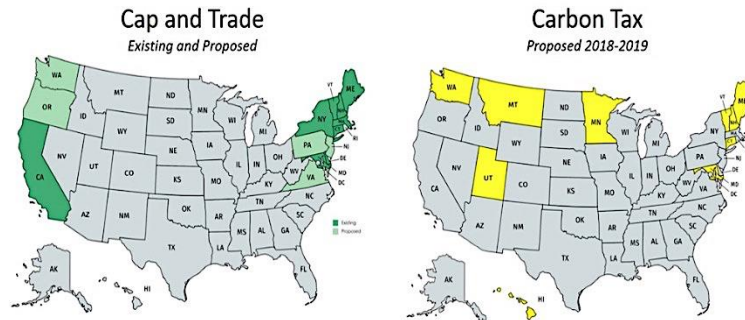 Cap and Trade
Existing and Proposed
WA
OR
CA
NV
ID
MT
WY
UT
AZ
CO
NM
ND
SD
NE
KS
OK
TX
MN
IA
MO
AR
LA
WI
IL
MI
IN
OH
KY
TN
MS
AL
GA
FL
SC
NC
VA
WV
PA
NY
VT
ME
RI
NJ
DE
MD
DC
AK
HI
Existing
Proposed
Carbon Tax
Proposed 2018-2019
WA
OR
CA
NV
ID
MT
WY
UT
AZ
CO
NM
ND
SD
NE
KS
OK
TX
MN
IA
MO
AR
LA
WI
IL
MI
IN
OH
KY
TN
MS
AL
GA
FL
SC
NC
VA
WV
PA
NY
VT
ME
RI
NJ
DE
MD
DC
AK
HI